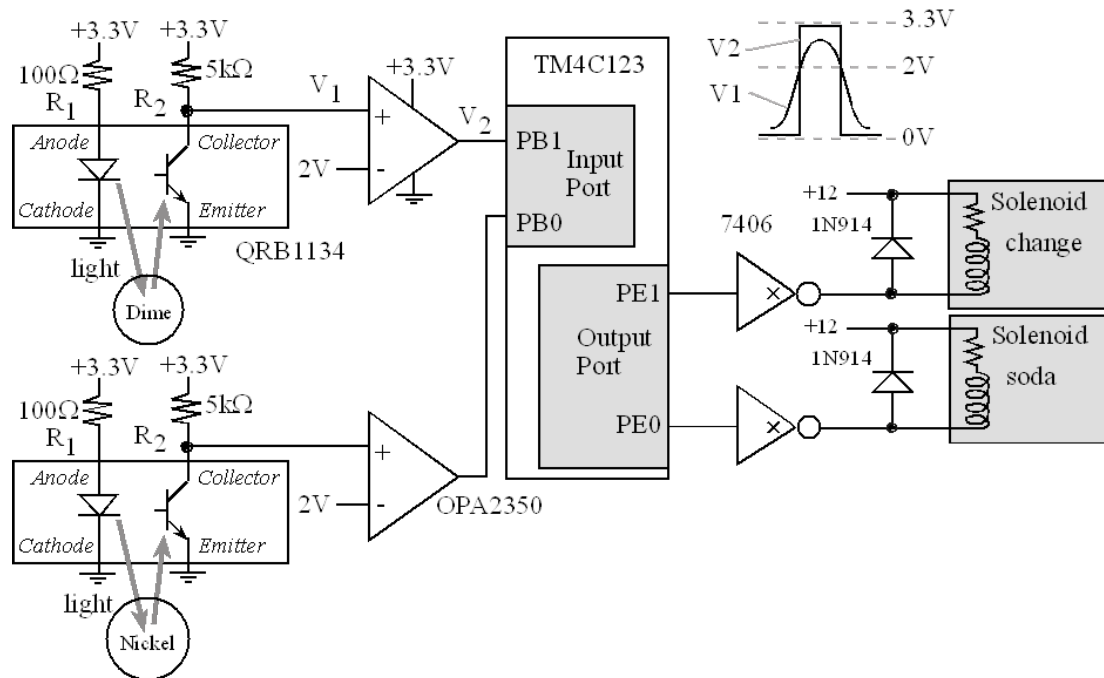 +3.3V +3.3V
100Ω 5kΩ
R1 R2 V1 +3.3V
Anode Collector
Cathode Emitter
2V
+
-
V2
QRB1134
light
Dime
TM4C123
PB1
Input
Port
PB0
PE1
Output
Port
PE0
3.3V
V2
2V
V1
0V
+12
1N914
7406
×
Solenoid
change
+12
1N914
×
Solenoid
soda
+3.3V +3.3V
100Ω 5kΩ
R1 R2
Anode Collector
Cathode Emitter
2V
+
-
OPA2350
light
Nickel